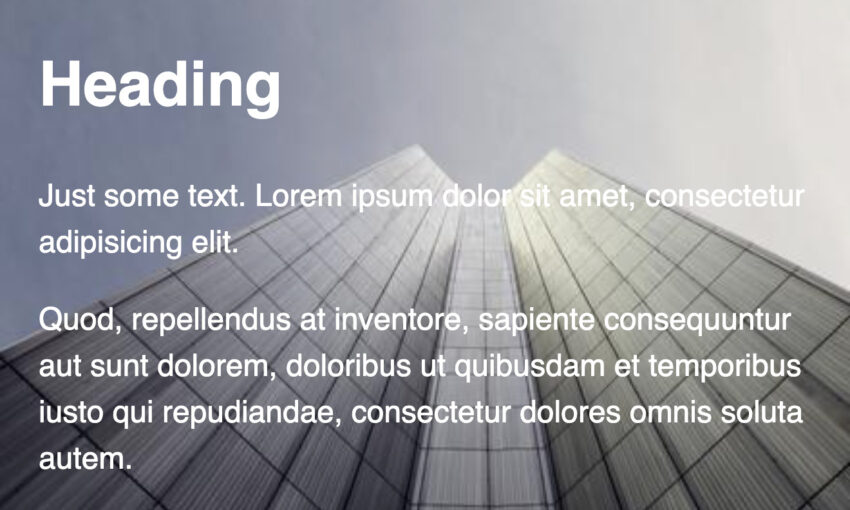 Heading
Just some text. Lorem ipsum dolor sit amet, consectetur
adipisicing elit.
Quod, repellendus at inventore, sapiente consequuntur
aut sunt dolorem, doloribus ut quibusdam et temporibus
iusto qui repudiandae, consectetur dolores omnis soluta
autem.